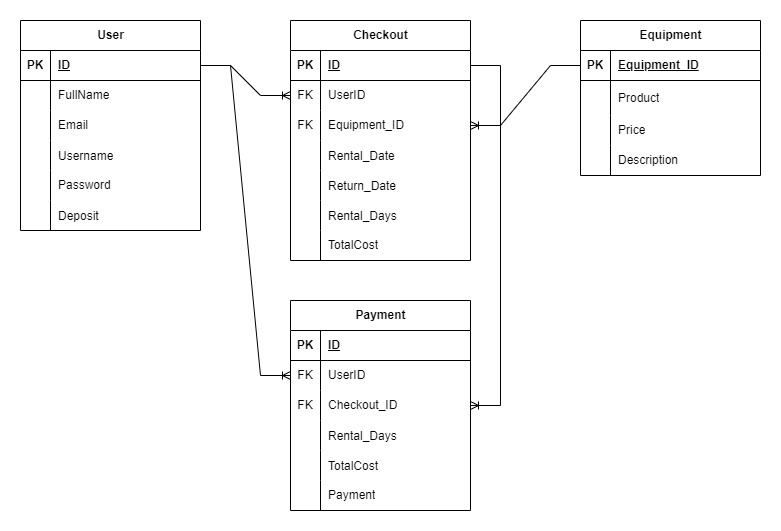 User
PK ID
FullName
Email
Username
Password
Deposit
Checkout
PK ID
FK UserID
FK Equipment_ID
Rental_Date
Return_Date
Rental_Days
TotalCost
Equipment
PK Equipment_ID
Product
Price
Description
Payment
PK ID
FK UserID
FK Checkout_ID
Rental_Days
TotalCost
Payment